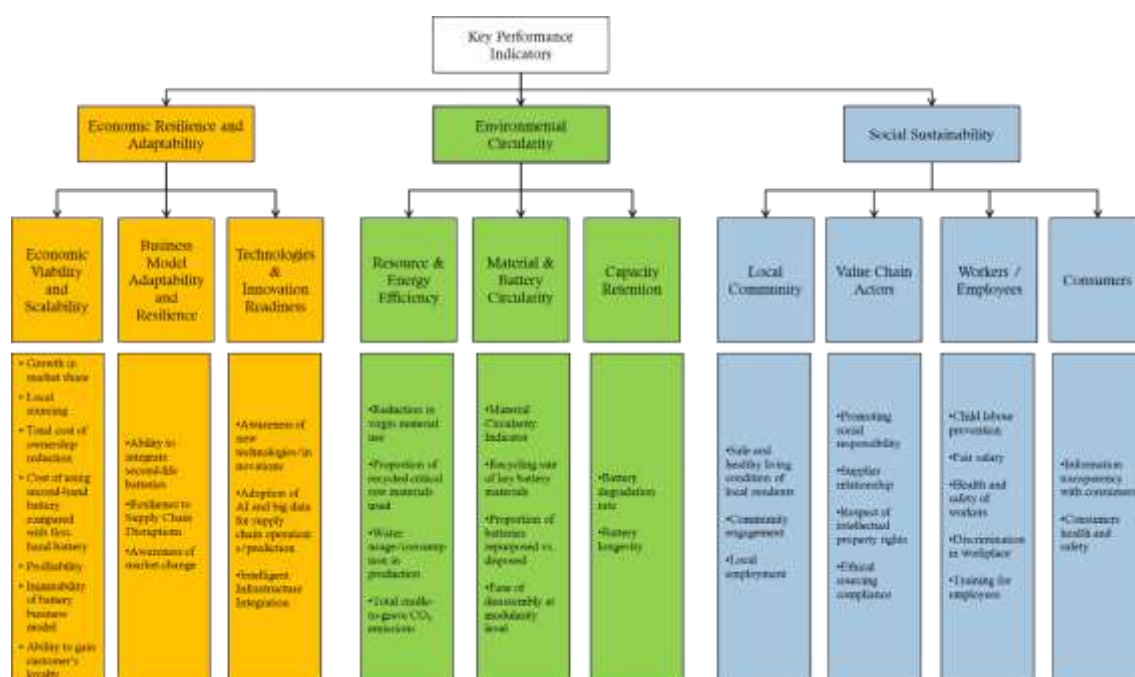 Key Performance
Indicators
Economic Resilience and
Adaptability
Environmental
Circularity
Social Sustainability
Economic
Viability
and
Scalability
Business
Model
Adaptability
and
Resilience
Technologies
&
Innovation
Readiness
Resource &
Energy
Efficiency
Material &
Battery
Circularity
Capacity
Retention
Local
Community
Value Chain
Actors
Workers /
Employees
Consumers
• Growth in
market share
• Local
sourcing
• Total cost of
ownership
reduction
• Cost of using
second-hand
battery
compared
with first-
hand battery
• Profitability
of battery
business
model
• Ability to gain
customer's
loyalty
•Ability to
integrate
second-life
batteries
•Resilience to
Supply Chain
Disruptions
•Awareness of
market change
•Awareness of
new
technologies/in
novations
•Adoption of
AI and big data
for supply
chain operation
s/production
•Intelligent
Infrastructure
Integration
•Reduction in
virgin material
use
•Proportion of
recycled critical
raw materials
used
•Water
usage/consump
tion in
production
•Total cradle-
to-grave CO₂
emissions
•Material
Circularity
Indicator
•Recycling rate
of key battery
materials
•Proportion of
batteries
repurposed vs.
disposed
•Ease of
disassembly at
modularity
level
•Battery
degradation
rate
•Battery
longevity
•Safe and
healthy living
condition of
local residents
•Community
engagement
•Local
employment
•Promoting
social
responsibility
•Supplier
relationship
•Respect of
intellectual
property rights
•Ethical
sourcing
compliance
•Child labour
prevention
•Fair salary
•Health and
safety of
workers
•Discrimination
in workplace
•Training for
employees
•Information
transparency
with consumers
•Consumers
health and
safety